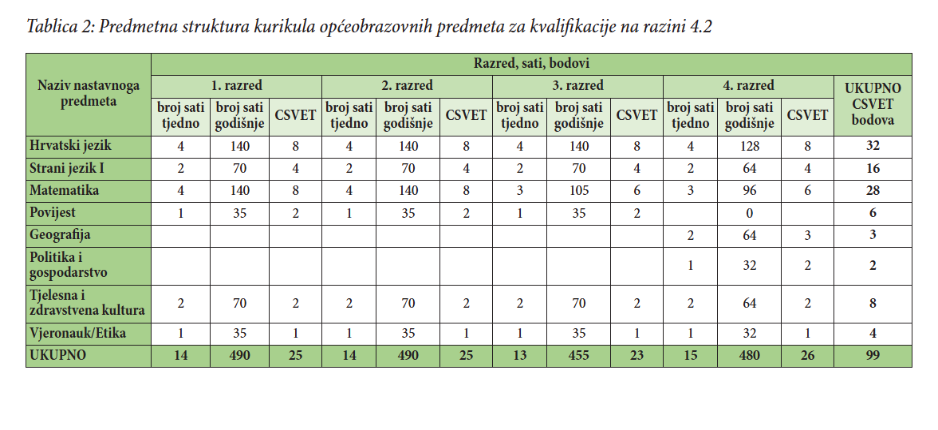 Tablica 2: Predmetna struktura kurikula općeobrazovnih predmeta za kvalifikacije na razini 4.2
Naziv nastavnoga predmeta
Razred, sati, bodovi
1. razred 2. razred 3. razred 4. razred UKUPNO CSVET bodova
broj sati tjedno broj sati godišnje CSVET broj sati tjedno broj sati godišnje CSVET broj sati tjedno broj sati godišnje CSVET broj sati tjedno broj sati godišnje CSVET
Hrvatski jezik 4 140 8 4 140 8 4 140 8 4 128 8 32
Strani jezik I 2 70 4 2 70 4 2 70 4 2 64 4 16
Matematika 4 140 8 4 140 8 3 105 6 3 96 6 28
Povijest 1 35 2 1 35 2 1 35 2 0 6
Geografija 2 64 3 3
Politika i gospodarstvo 1 32 2 2
Tjelesna i zdravstvena kultura 2 70 2 2 70 2 2 70 2 2 64 2 8
Vjeronauk/Etika 1 35 1 1 35 1 1 35 1 1 32 1 4
UKUPNO 14 490 25 14 490 25 13 455 23 15 480 26 99